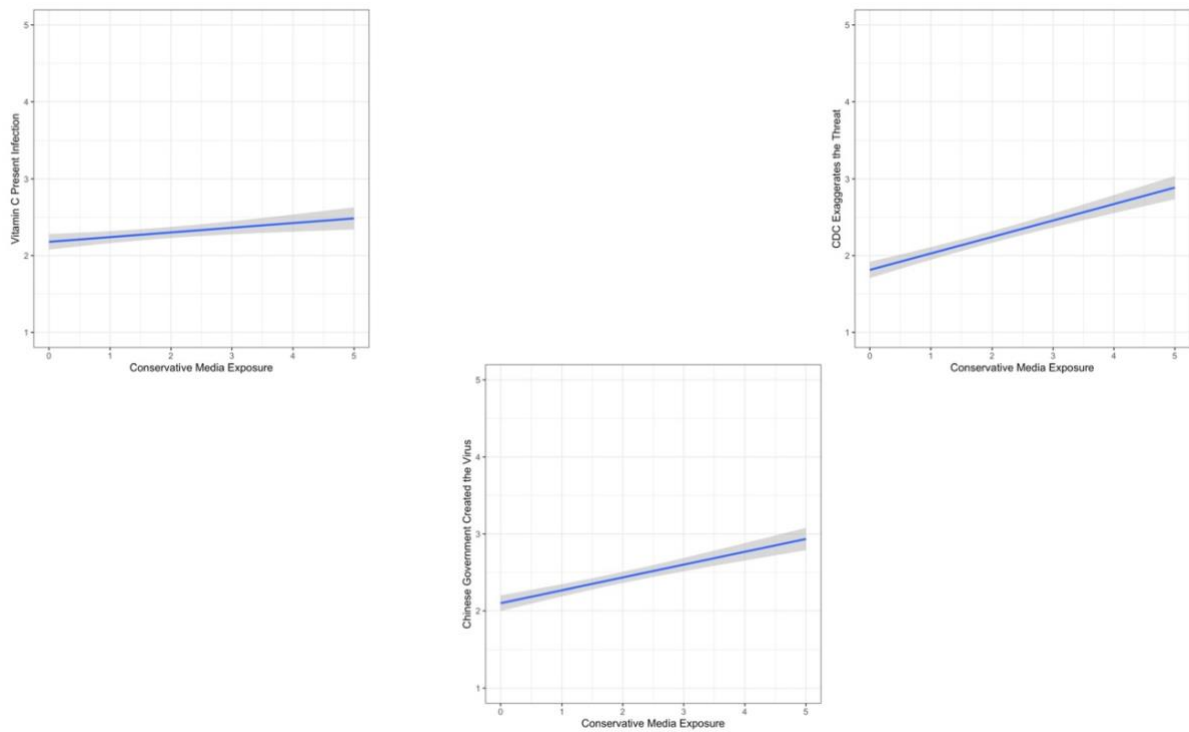 Vitamin C Present Infection
5
4
3
2
1
0 1 2 3 4 5
Conservative Media Exposure
CDC Exaggerates the Threat
5
4
3
2
1
0 1 2 3 4 5
Conservative Media Exposure
Chinese Government Created the Virus
5
4
3
2
1
0 1 2 3 4 5
Conservative Media Exposure